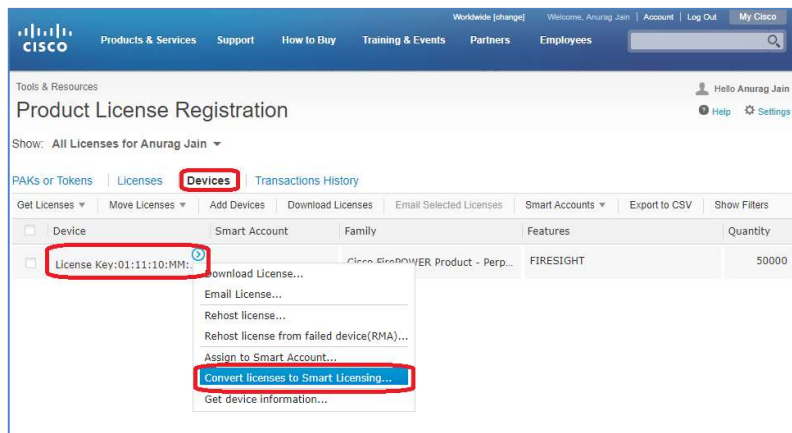 Worldwide [change] Welcome, Anurag Jain | Account | Log Out My Cisco
CISCO
Products & Services Support How to Buy Training & Events Partners Employees
Tools & Resources
Hello Anurag Jain
Product License Registration
Help Settings
Show: All Licenses for Anurag Jain
PAKs or Tokens | Licenses | Devices | Transactions History
Get Licenses Move Licenses Add Devices Download Licenses Email Selected Licenses Smart Accounts Export to CSV Show Filters
Device Smart Account Family Features Quantity
License Key:01:11:10:MM:. Cisco FirePOWER Product - Perp... FIRESIGHT 50000
Download License...
Email License...
Rehost license...
Rehost license from failed device(RMA)...
Assign to Smart Account...
Convert licenses to Smart Licensing...
Get device information...